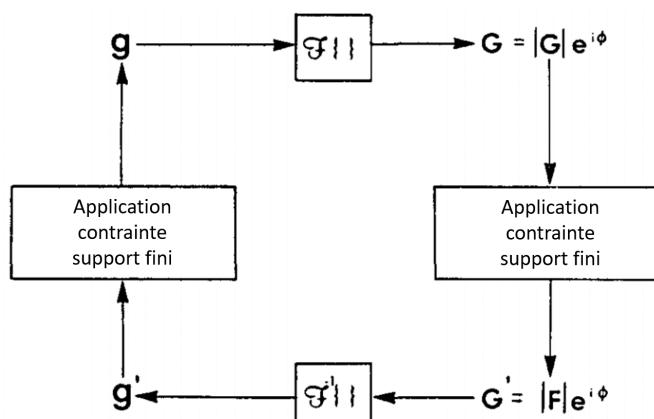 g
ℱ{ }
G = |G| e^{iϕ}
Application
contrainte
support fini
Application
contrainte
support fini
g'
ℱ⁻¹{ }
G' = |F| e^{iϕ}